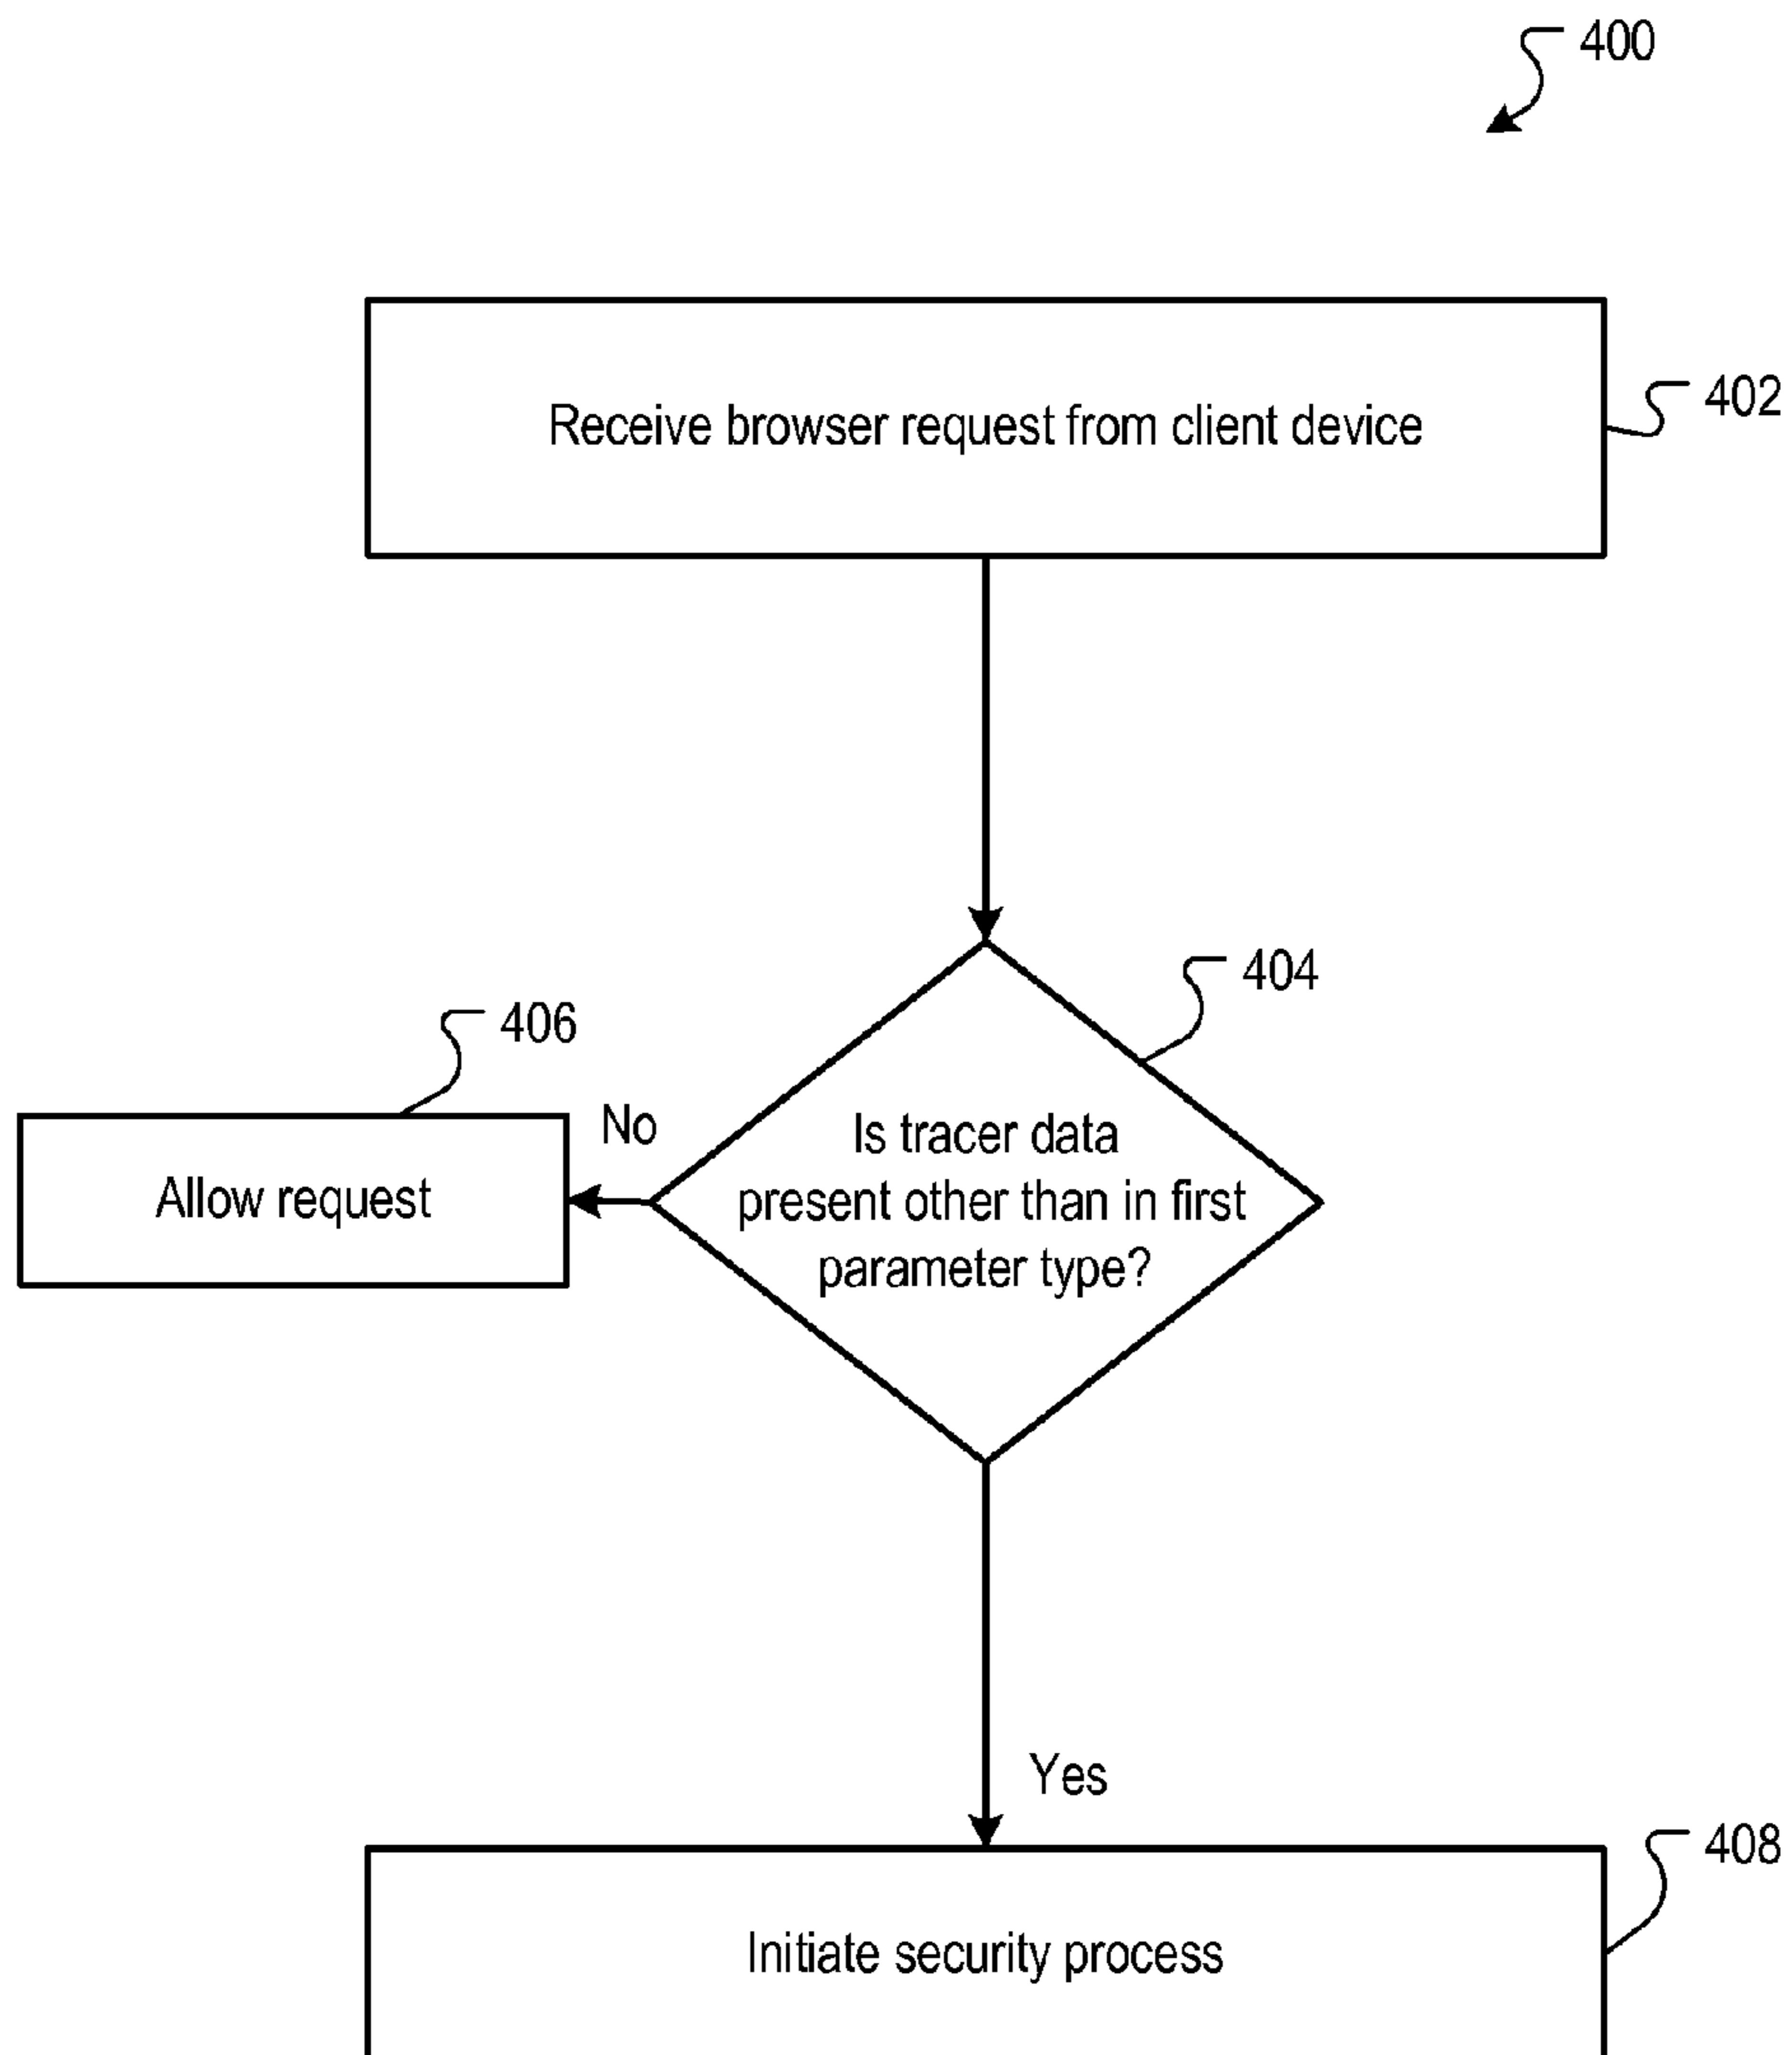 400
Receive browser request from client device
402
404
406
No
Is tracer data
present other than in first
parameter type?
Allow request
Yes
408
Initiate security process